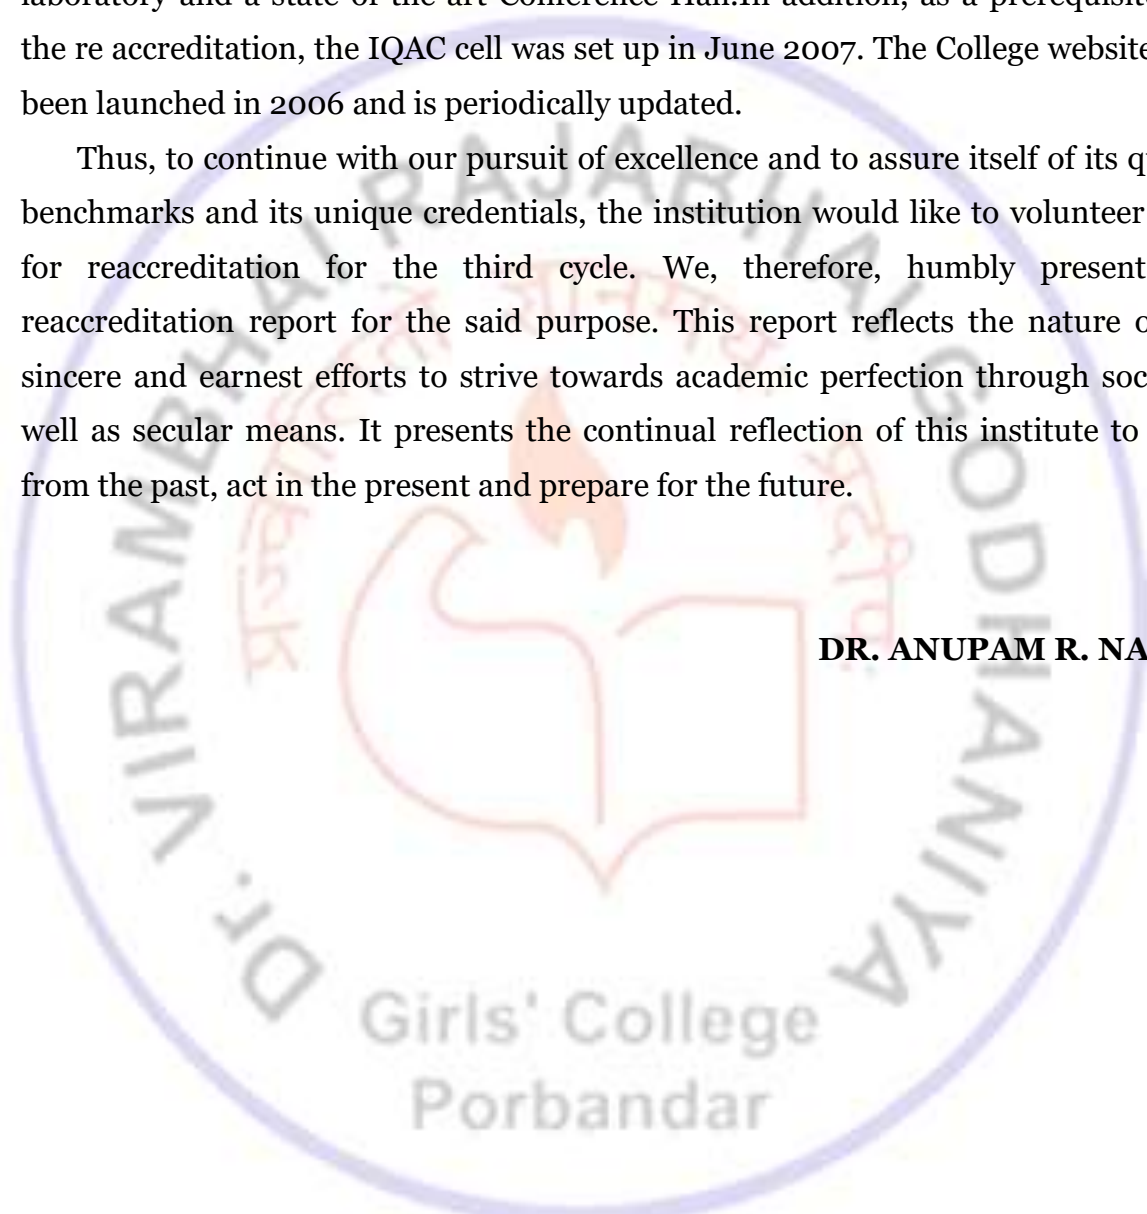 laboratory and a state of the art Conference Hall.In addition, as a prerequisite
the re accreditation, the IQAC cell was set up in June 2007. The College website
been launched in 2006 and is periodically updated.
Thus, to continue with our pursuit of excellence and to assure itself of its
benchmarks and its unique credentials, the institution would like to volunteer
for reaccreditation for the third cycle. We, therefore, humbly present
reaccreditation report for the said purpose. This report reflects the nature
sincere and earnest efforts to strive towards academic perfection through
well as secular means. It presents the continual reflection of this institute to
from the past, act in the present and prepare for the future.
DR. ANUPAM R.
Dr. VIRAMBHAI RAJABHAI GODHANIYA
Girls' College
Porbandar